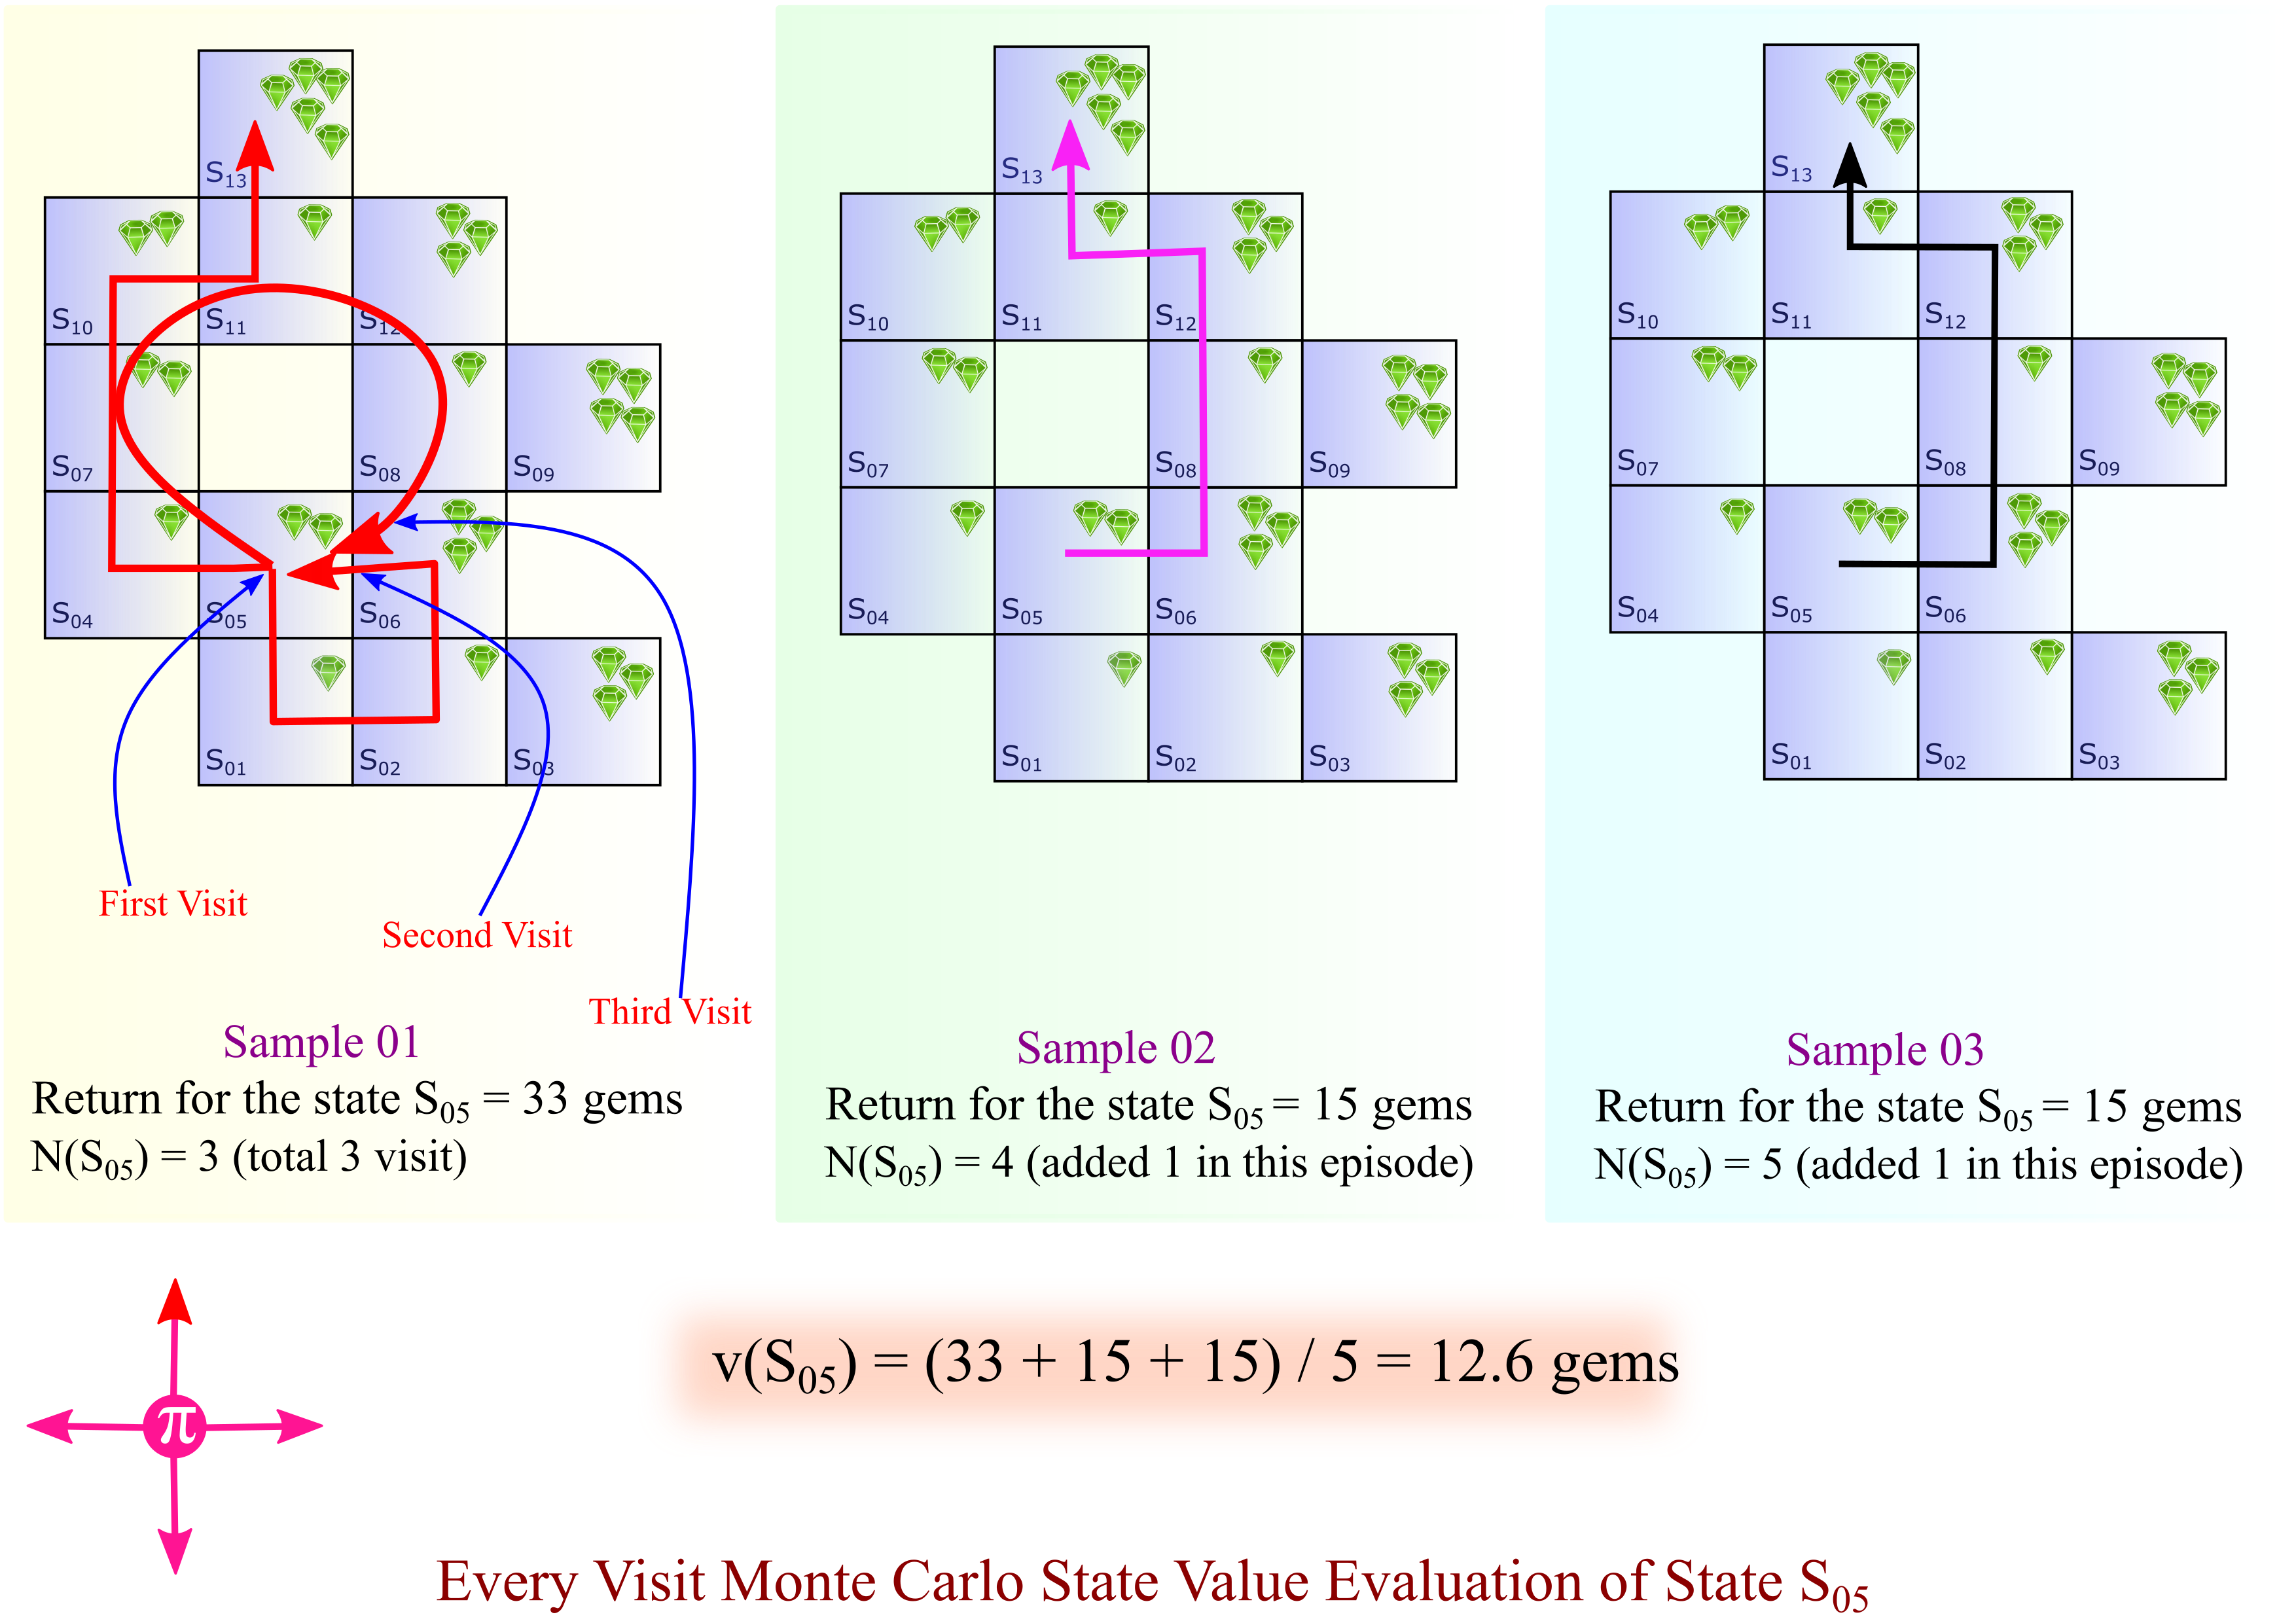 S13
S10 S11 S12
S07 S08 S09
S04 S05 S06
S01 S02 S03
First Visit
Second Visit
Third Visit
Sample 01
Return for the state S05 = 33 gems
N(S05) = 3 (total 3 visit)
S13
S10 S11 S12
S07 S08 S09
S04 S05 S06
S01 S02 S03
Sample 02
Return for the state S05 = 15 gems
N(S05) = 4 (added 1 in this episode)
S13
S10 S11 S12
S07 S08 S09
S04 S05 S06
S01 S02 S03
Sample 03
Return for the state S05 = 15 gems
N(S05) = 5 (added 1 in this episode)
v(S05) = (33 + 15 + 15) / 5 = 12.6 gems
π
Every Visit Monte Carlo State Value Evaluation of State S05